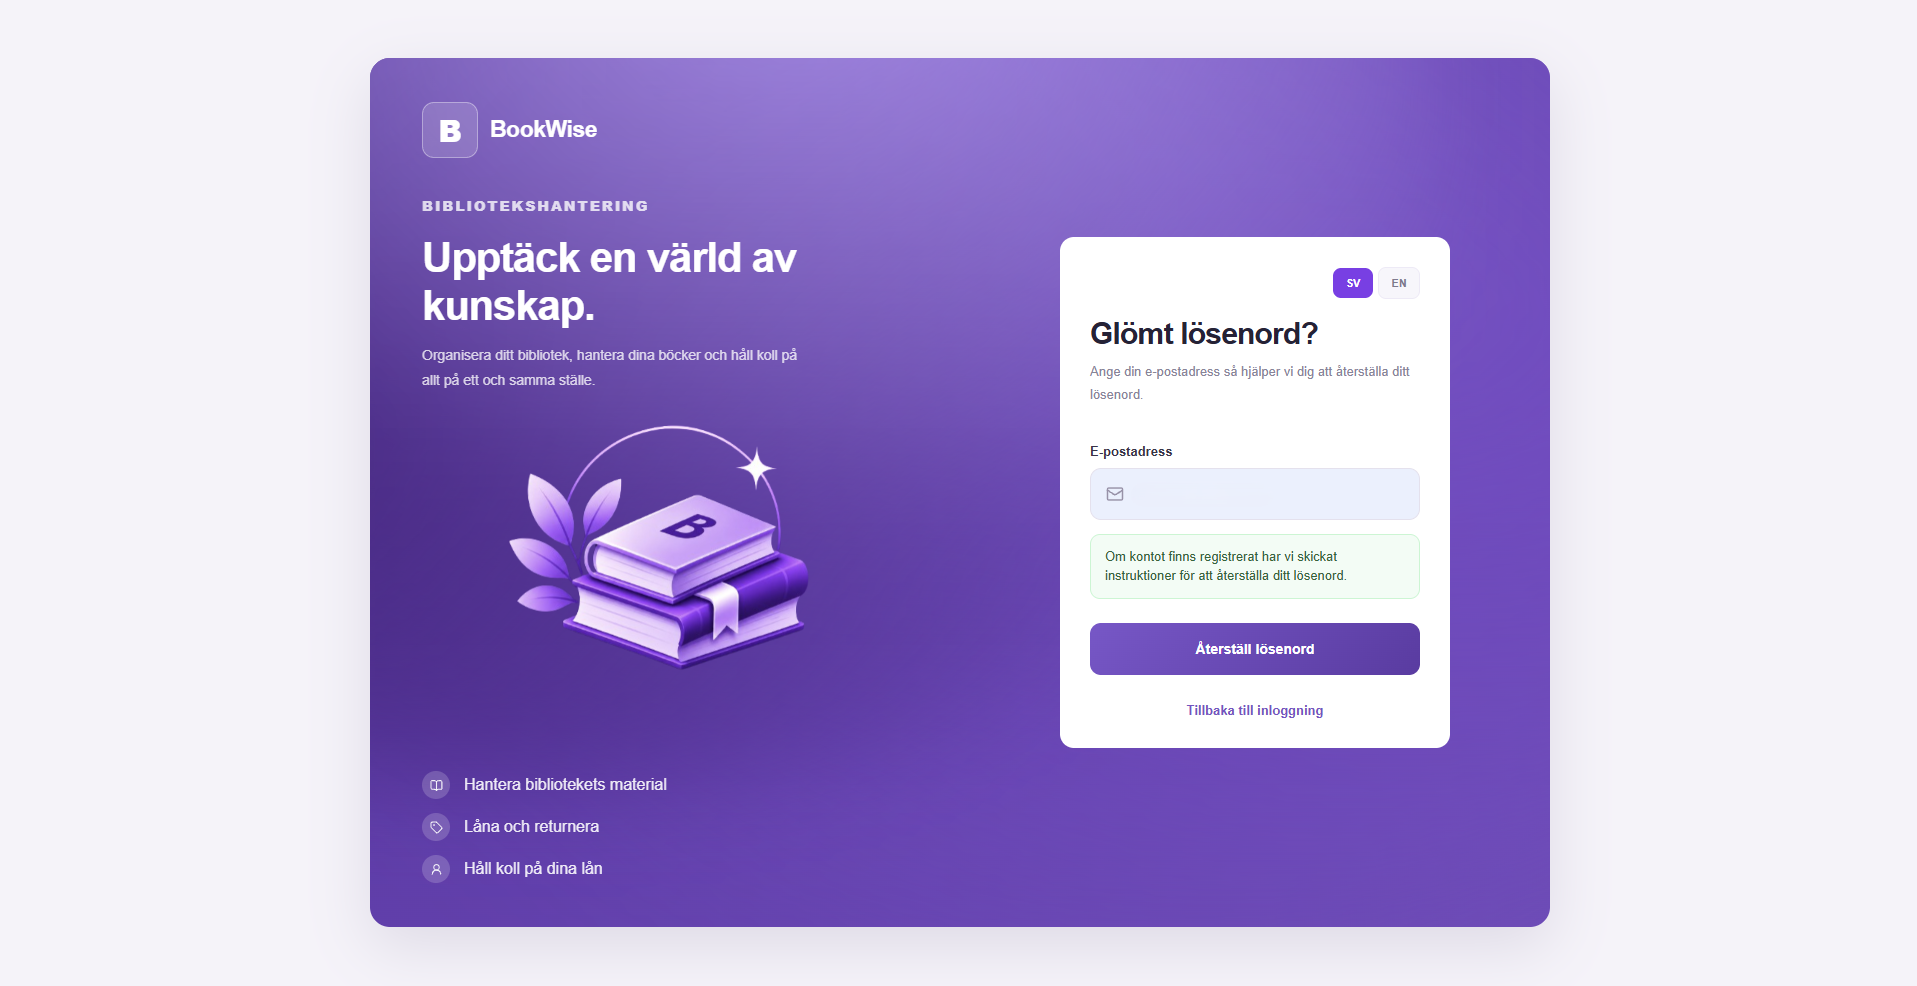 B
BookWise
BIBLIOTEKSHANTERING
Upptäck en värld av
kunskap.
Organisera ditt bibliotek, hantera dina böcker och håll koll på
allt på ett och samma ställe.
B
Hantera bibliotekets material
Låna och returnera
Håll koll på dina lån
SV
EN
Glömt lösenord?
Ange din e-postadress så hjälper vi dig att återställa ditt
lösenord.
E-postadress
Om kontot finns registrerat har vi skickat
instruktioner för att återställa ditt lösenord.
Återställ lösenord
Tillbaka till inloggning